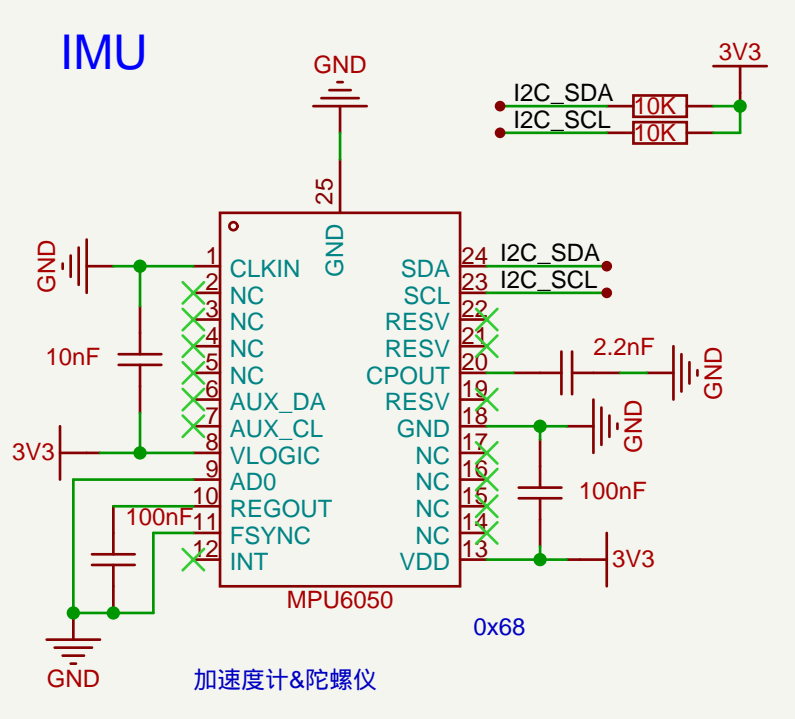 IMU
GND
3V3
I2C_SDA
10K
I2C_SCL
10K
25
GND
GND
1
CLKIN
2
NC
3
NC
4
NC
5
NC
6
AUX_DA
7
AUX_CL
8
VLOGIC
9
AD0
10
REGOUT
11
FSYNC
12
INT
24
SDA
I2C_SDA
23
SCL
I2C_SCL
22
RESV
21
RESV
20
CPOUT
19
RESV
18
GND
17
NC
16
NC
15
NC
14
NC
13
VDD
10nF
3V3
100nF
2.2nF
GND
GND
100nF
3V3
MPU6050
0x68
GND
加速度计&陀螺仪